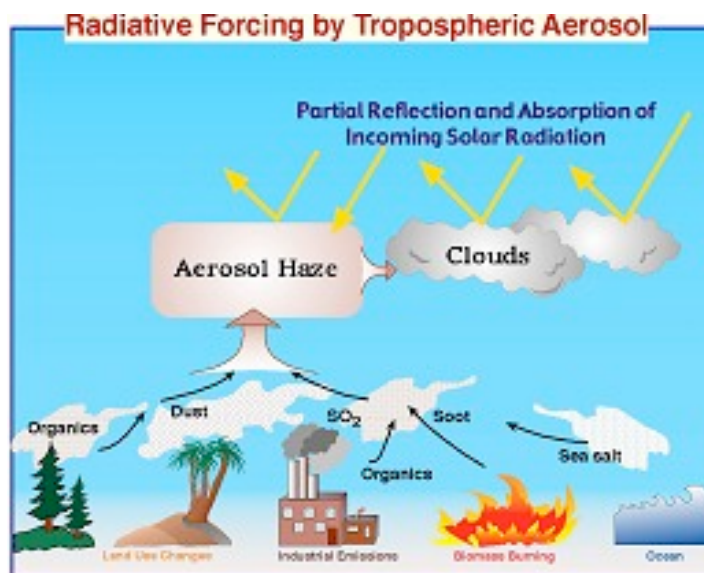 Radiative Forcing by Tropospheric Aerosol
Partial Reflection and Absorption of
Incoming Solar Radiation
Aerosol Haze
Clouds
Organics
Dust
SO2
Soot
Organics
Sea salt
Land Use Changes
Industrial Emissions
Biomass Burning
Ocean